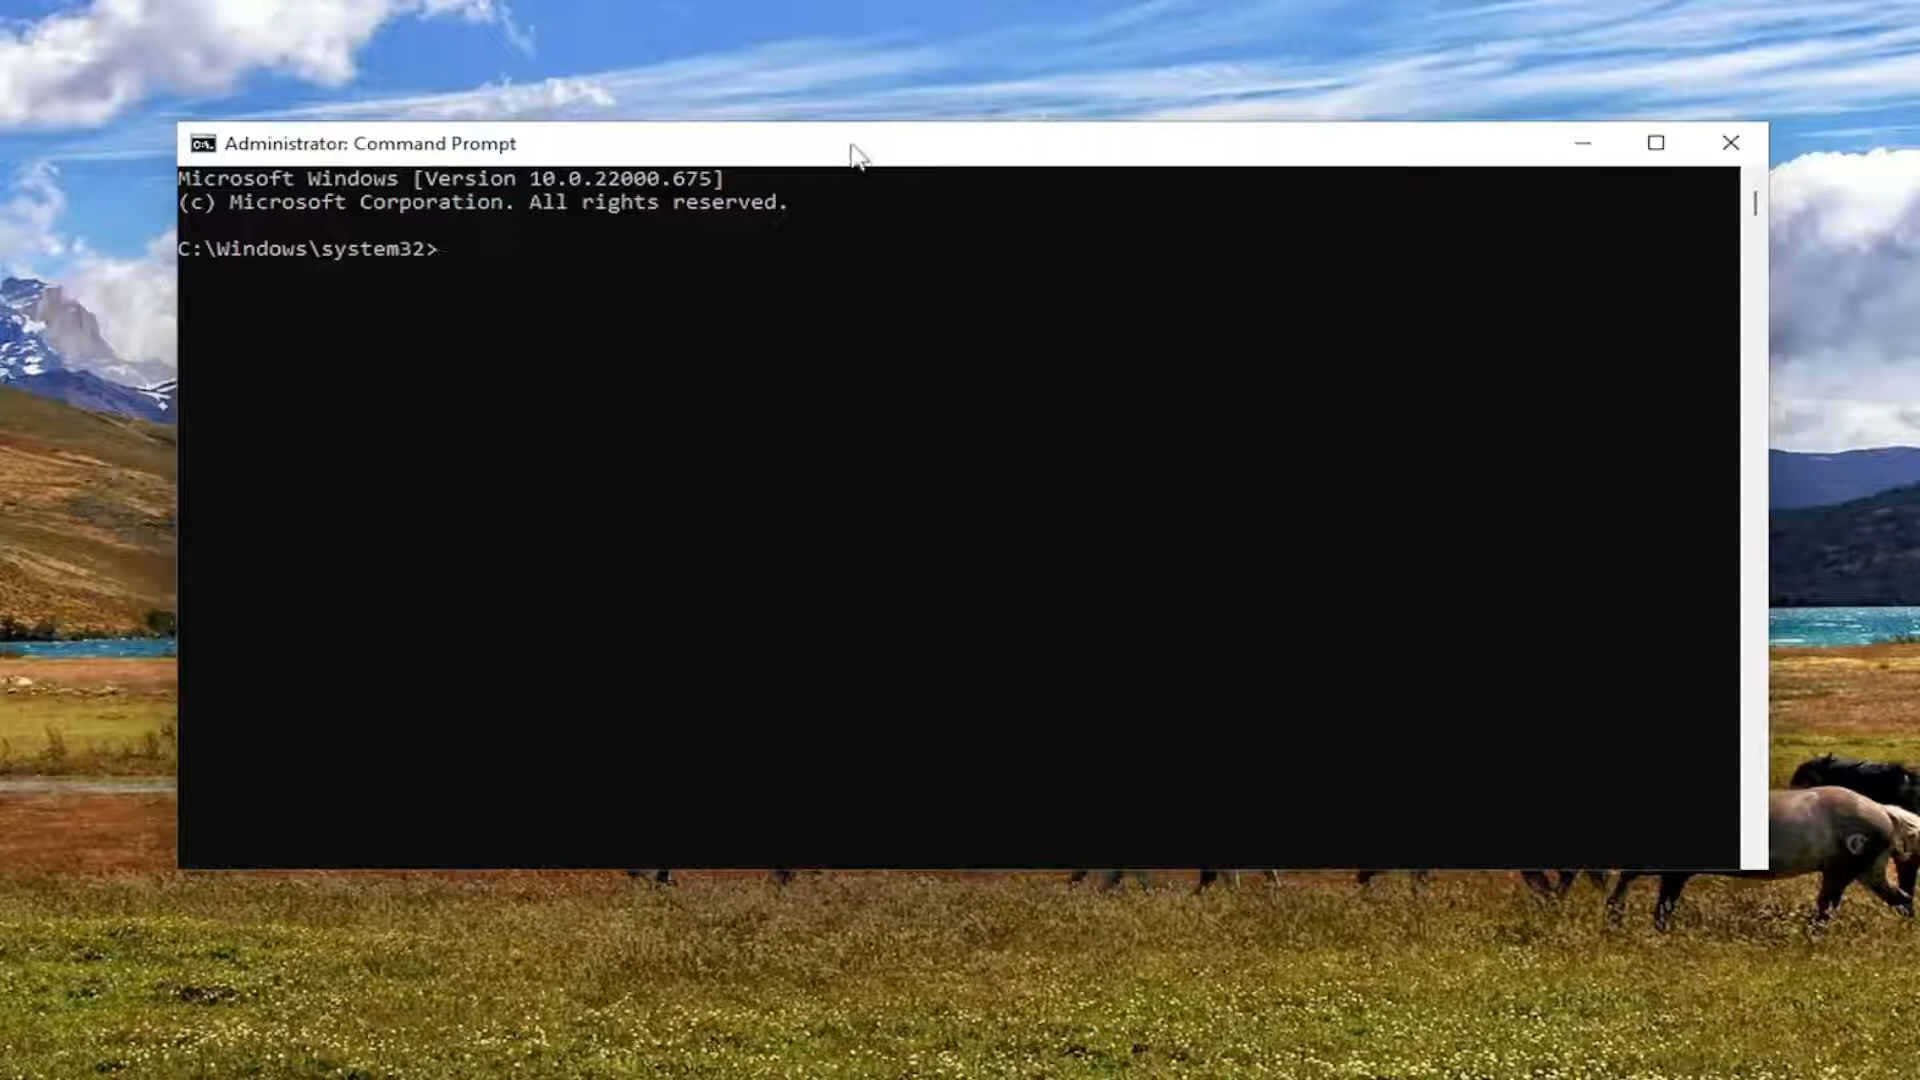 Administrator: Command Prompt
Microsoft Windows [Version 10.0.22000.675]
(c) Microsoft Corporation. All rights reserved.
C:\Windows\system32>